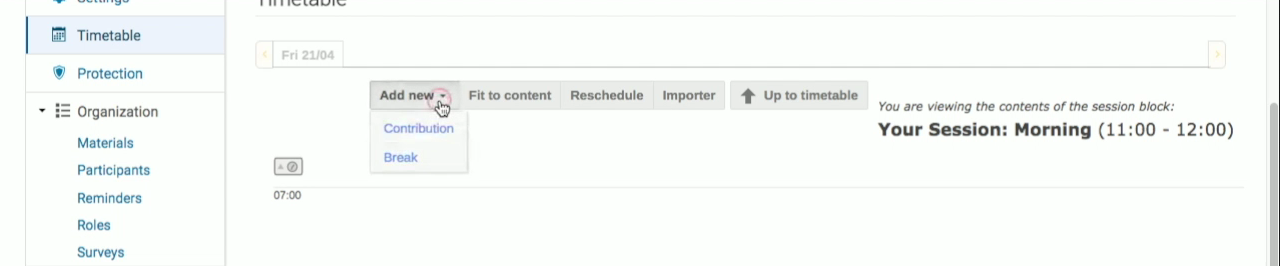 Settings
Timetable
Timetable
Protection
Organization
Materials
Participants
Reminders
Roles
Surveys
Fri 21/04
Add new
Fit to content
Reschedule
Importer
Up to timetable
Contribution
Break
You are viewing the contents of the session block:
Your Session: Morning (11:00 - 12:00)
07:00